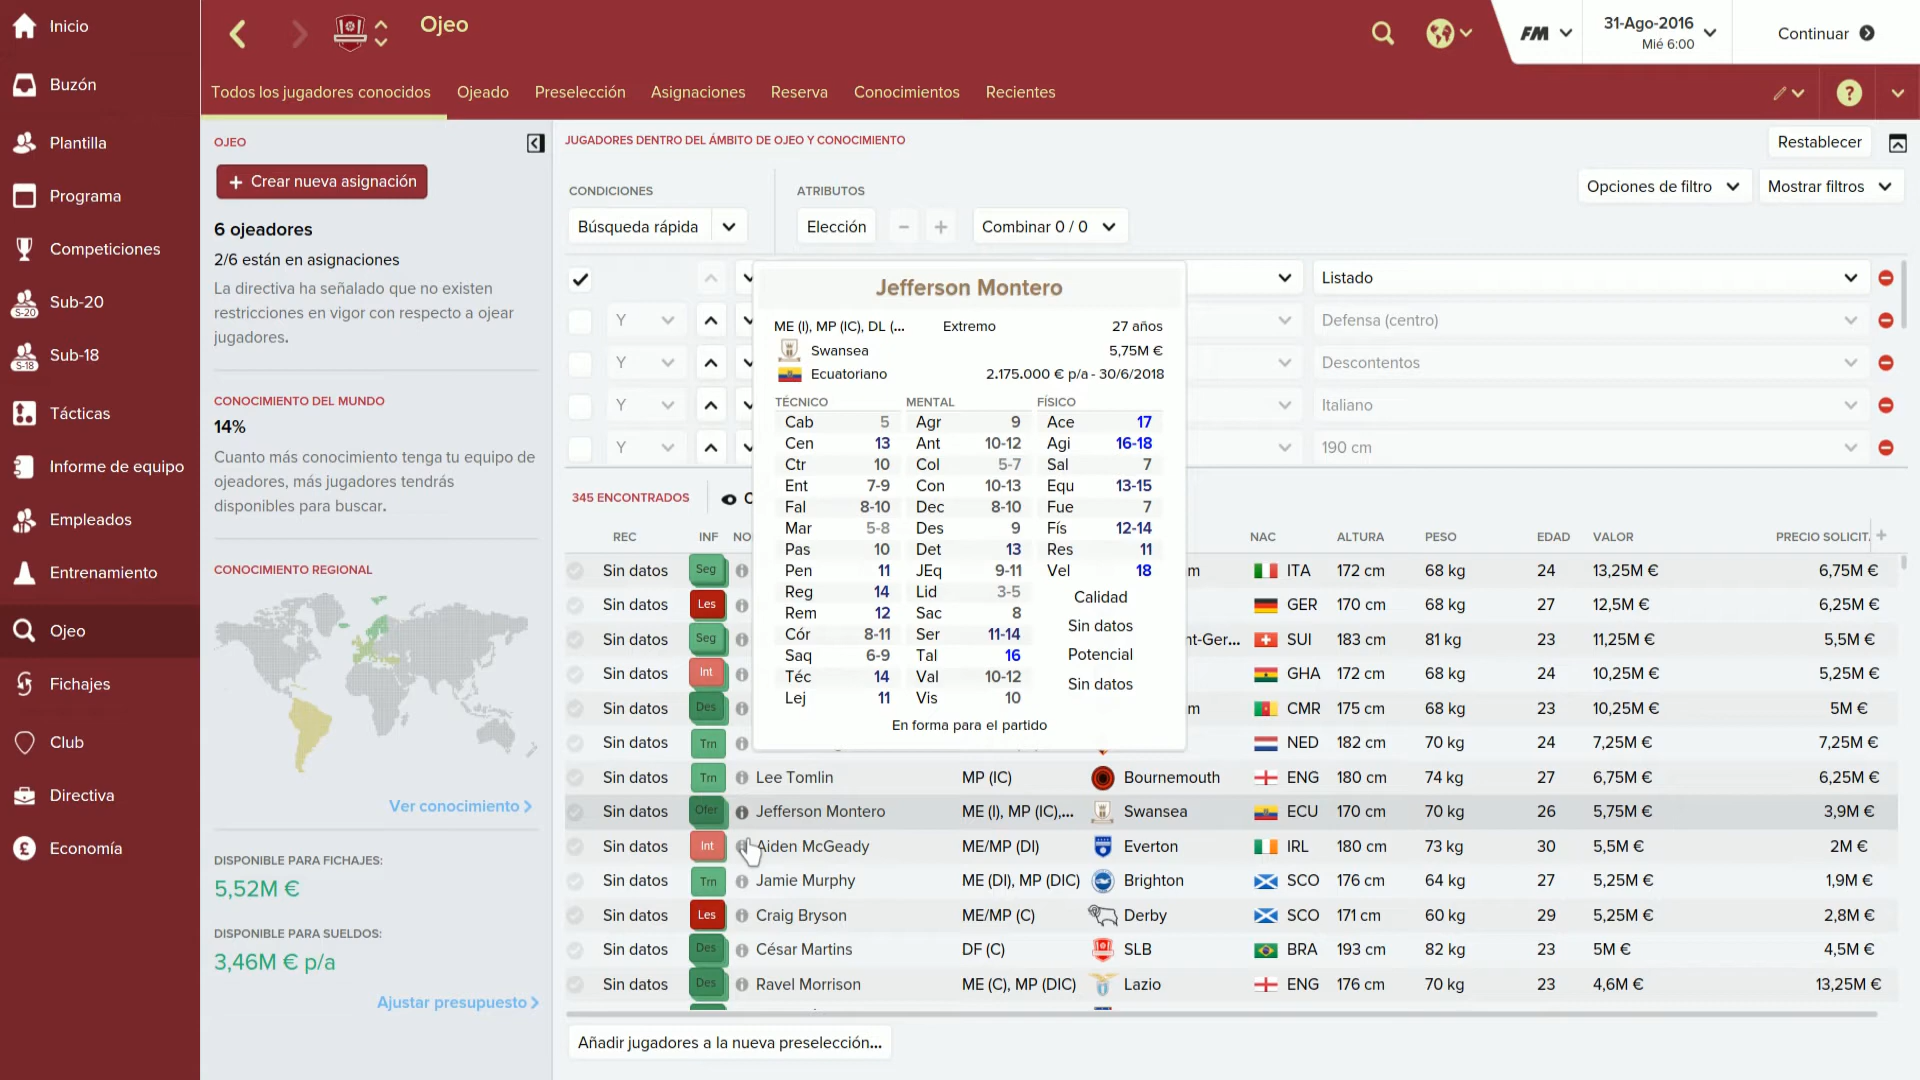 Inicio
Buzón
Plantilla
Programa
Competiciones
S-20
Sub-20
S-18
Sub-18
Tácticas
Informe de equipo
Empleados
Entrenamiento
Ojeo
Fichajes
Club
Directiva
Economía
Ojeo
FM
31-Ago-2016
Mié 6:00
Continuar
Todos los jugadores conocidos
Ojeado
Preselección
Asignaciones
Reserva
Conocimientos
Recientes
?
OJEO
+ Crear nueva asignación
6 ojeadores
2/6 están en asignaciones
La directiva ha señalado que no existen
restricciones en vigor con respecto a ojear
jugadores.
CONOCIMIENTO DEL MUNDO
14%
Cuanto más conocimiento tenga tu equipo de
ojeadores, más jugadores tendrás
disponibles para buscar.
CONOCIMIENTO REGIONAL
Ver conocimiento
DISPONIBLE PARA FICHAJES:
5,52M €
DISPONIBLE PARA SUELDOS:
3,46M € p/a
Ajustar presupuesto
JUGADORES DENTRO DEL ÁMBITO DE OJEO Y CONOCIMIENTO
Restablecer
Opciones de filtro
Mostrar filtros
CONDICIONES
ATRIBUTOS
Búsqueda rápida
Elección
− +
Combinar 0 / 0
Listado
Y Defensa (centro)
Y Descontentos
Y Italiano
Y 190 cm
Jefferson Montero
ME (I), MP (IC), DL (... Extremo 27 años
Swansea 5,75M €
Ecuatoriano 2.175.000 € p/a - 30/6/2018
TÉCNICO MENTAL FÍSICO
Cab 5 Agr 9 Ace 17
Cen 13 Ant 10-12 Agi 16-18
Ctr 10 Col 5-7 Sal 7
Ent 7-9 Con 10-13 Equ 13-15
Fal 8-10 Dec 8-10 Fue 7
Mar 5-8 Des 9 Fís 12-14
Pas 10 Det 13 Res 11
Pen 11 JEq 9-11 Vel 18
Reg 14 Lid 3-5 Calidad
Rem 12 Sac 8 Sin datos
Cór 8-11 Ser 11-14
Saq 6-9 Tal 16 Potencial
Téc 14 Val 10-12 Sin datos
Lej 11 Vis 10
En forma para el partido
345 ENCONTRADOS
REC INF NO NAC ALTURA PESO EDAD VALOR PRECIO SOLICIT. +
Sin datos Seg m ITA 172 cm 68 kg 24 13,25M € 6,75M €
Sin datos Les GER 170 cm 68 kg 27 12,5M € 6,25M €
Sin datos Seg nt-Ger... SUI 183 cm 81 kg 23 11,25M € 5,5M €
Sin datos Int GHA 172 cm 68 kg 24 10,25M € 5,25M €
Sin datos Des m CMR 175 cm 68 kg 23 10,25M € 5M €
Sin datos Trn NED 182 cm 70 kg 24 7,25M € 7,25M €
Sin datos Trn Lee Tomlin MP (IC) Bournemouth ENG 180 cm 74 kg 27 6,75M € 6,25M €
Sin datos Ofer Jefferson Montero ME (I), MP (IC),... Swansea ECU 170 cm 70 kg 26 5,75M € 3,9M €
Sin datos Int Aiden McGeady ME/MP (DI) Everton IRL 180 cm 73 kg 30 5,5M € 2M €
Sin datos Trn Jamie Murphy ME (DI), MP (DIC) Brighton SCO 176 cm 64 kg 27 5,25M € 1,9M €
Sin datos Les Craig Bryson ME/MP (C) Derby SCO 171 cm 60 kg 29 5,25M € 2,8M €
Sin datos Des César Martins DF (C) SLB BRA 193 cm 82 kg 23 5M € 4,5M €
Sin datos Des Ravel Morrison ME (C), MP (DIC) Lazio ENG 176 cm 70 kg 23 4,6M € 13,25M €
Añadir jugadores a la nueva preselección...